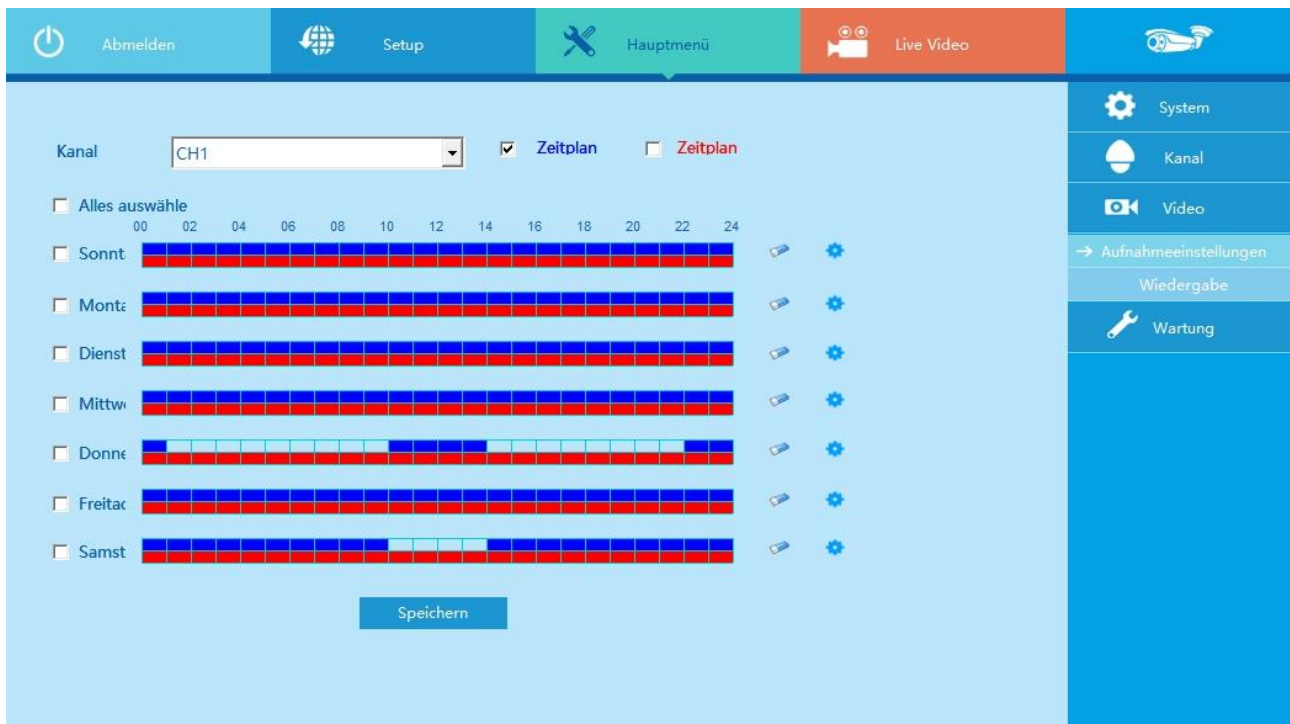 Abmelden Setup Hauptmenü Live Video
System
Kanal CH1 Zeitplan Zeitplan
Kanal
Alles auswähle
Video
00 02 04 06 08 10 12 14 16 18 20 22 24
Sonnt
Aufnahmeeinstellungen
Wiedergabe
Monta
Wartung
Dienst
Mittw
Donne
Freitac
Samst
Speichern